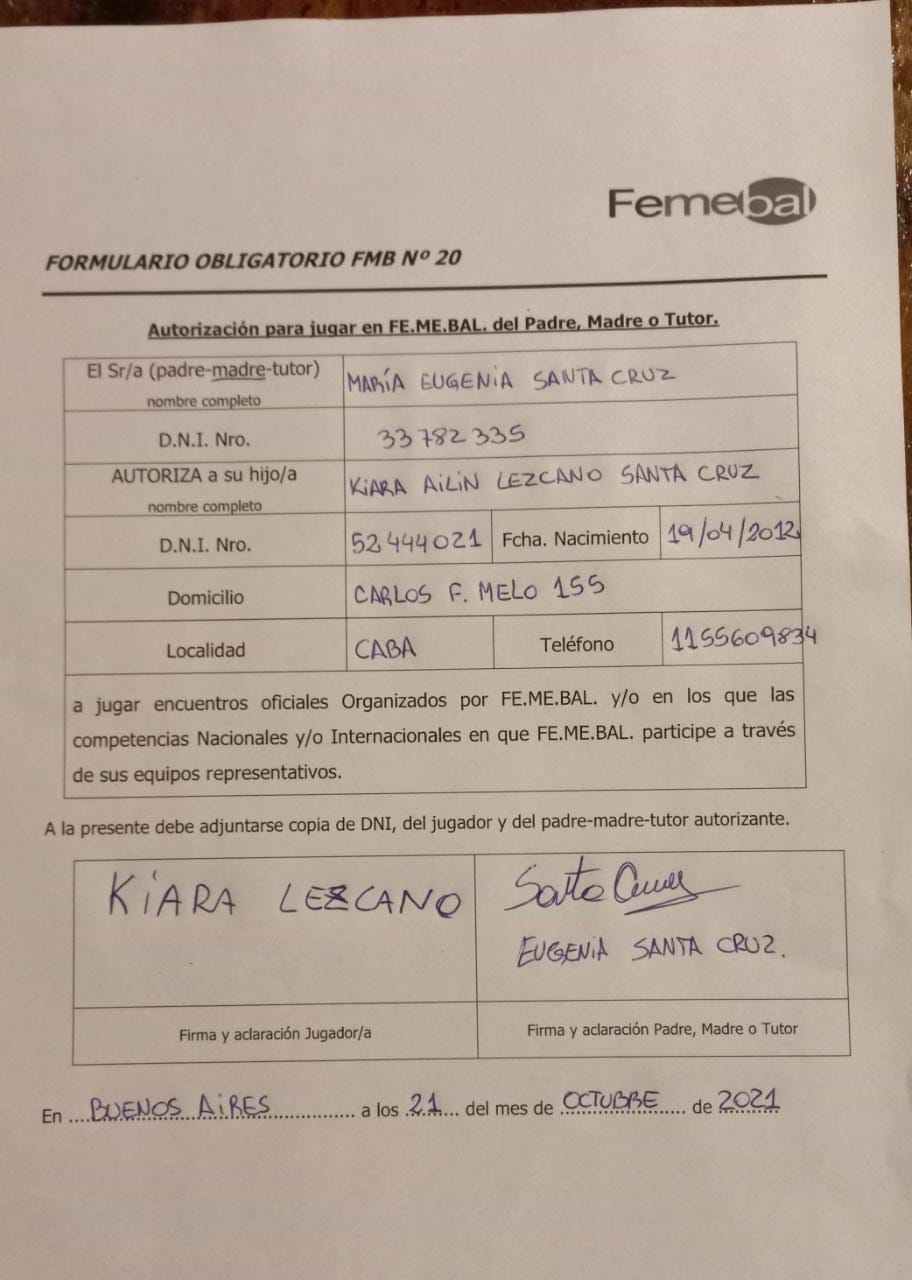 Femebal
FORMULARIO OBLIGATORIO FMB Nº 20
Autorización para jugar en FE.ME.BAL. del Padre, Madre o Tutor.
El Sr/a (padre-madre-tutor)
nombre completo
MARÍA EUGENIA SANTA CRUZ
D.N.I. Nro.
33782335
AUTORIZA a su hijo/a
nombre completo
KIARA AILIN LEZCANO SANTA CRUZ
D.N.I. Nro. 52444021 Fcha. Nacimiento 19/04/2012
Domicilio CARLOS F. MELO 155
Localidad CABA Teléfono 1155609834
a jugar encuentros oficiales Organizados por FE.ME.BAL. y/o en los que las
competencias Nacionales y/o Internacionales en que FE.ME.BAL. participe a través
de sus equipos representativos.
A la presente debe adjuntarse copia de DNI, del jugador y del padre-madre-tutor autorizante.
KIARA LEZCANO
Santa Cruz
EUGENIA SANTA CRUZ.
Firma y aclaración Jugador/a
Firma y aclaración Padre, Madre o Tutor
En ....BUENOS AIRES.................. a los .21.... del mes de OCTUBRE..... de 2021